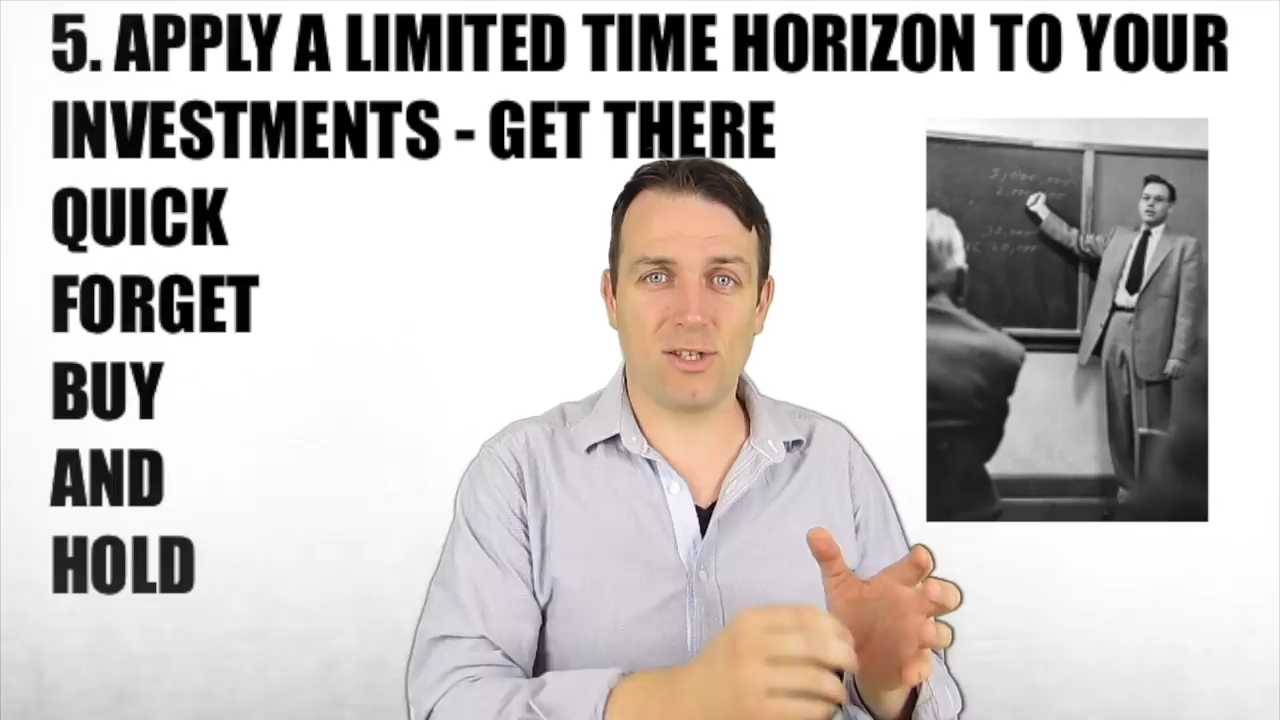 5. APPLY A LIMITED TIME HORIZON TO YOUR
INVESTMENTS - GET THERE
QUICK
FORGET
BUY
AND
HOLD